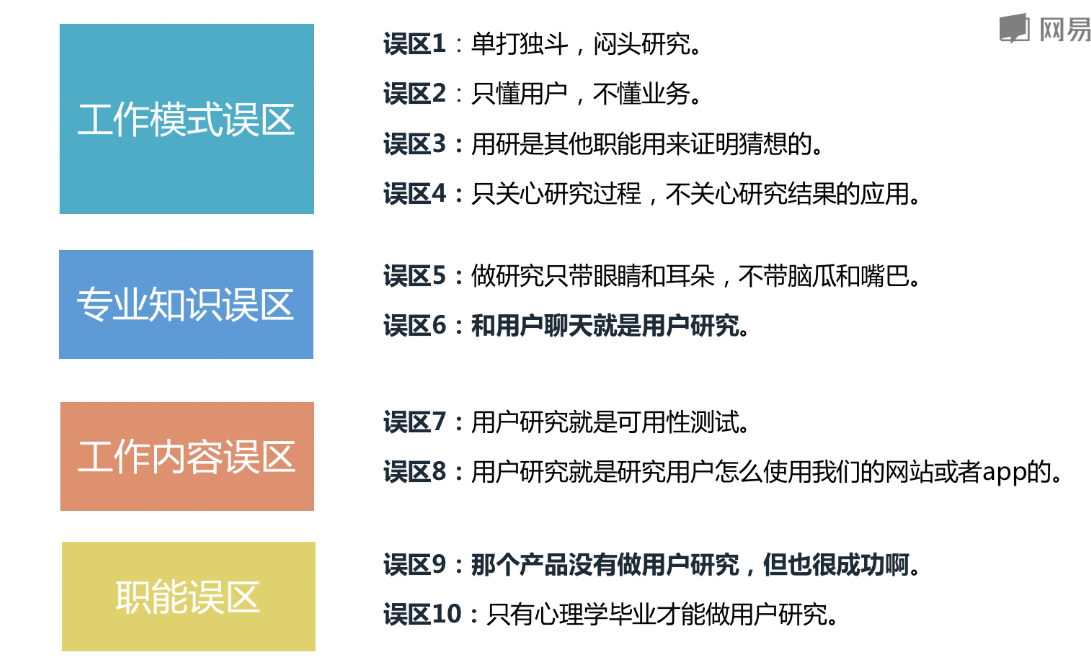 网易
工作模式误区
误区1：单打独斗，闷头研究。
误区2：只懂用户，不懂业务。
误区3：用研是其他职能用来证明猜想的。
误区4：只关心研究过程，不关心研究结果的应用。
专业知识误区
误区5：做研究只带眼睛和耳朵，不带脑瓜和嘴巴。
误区6：和用户聊天就是用户研究。
工作内容误区
误区7：用户研究就是可用性测试。
误区8：用户研究就是研究用户怎么使用我们的网站或者app的。
职能误区
误区9：那个产品没有做用户研究，但也很成功啊。
误区10：只有心理学毕业才能做用户研究。